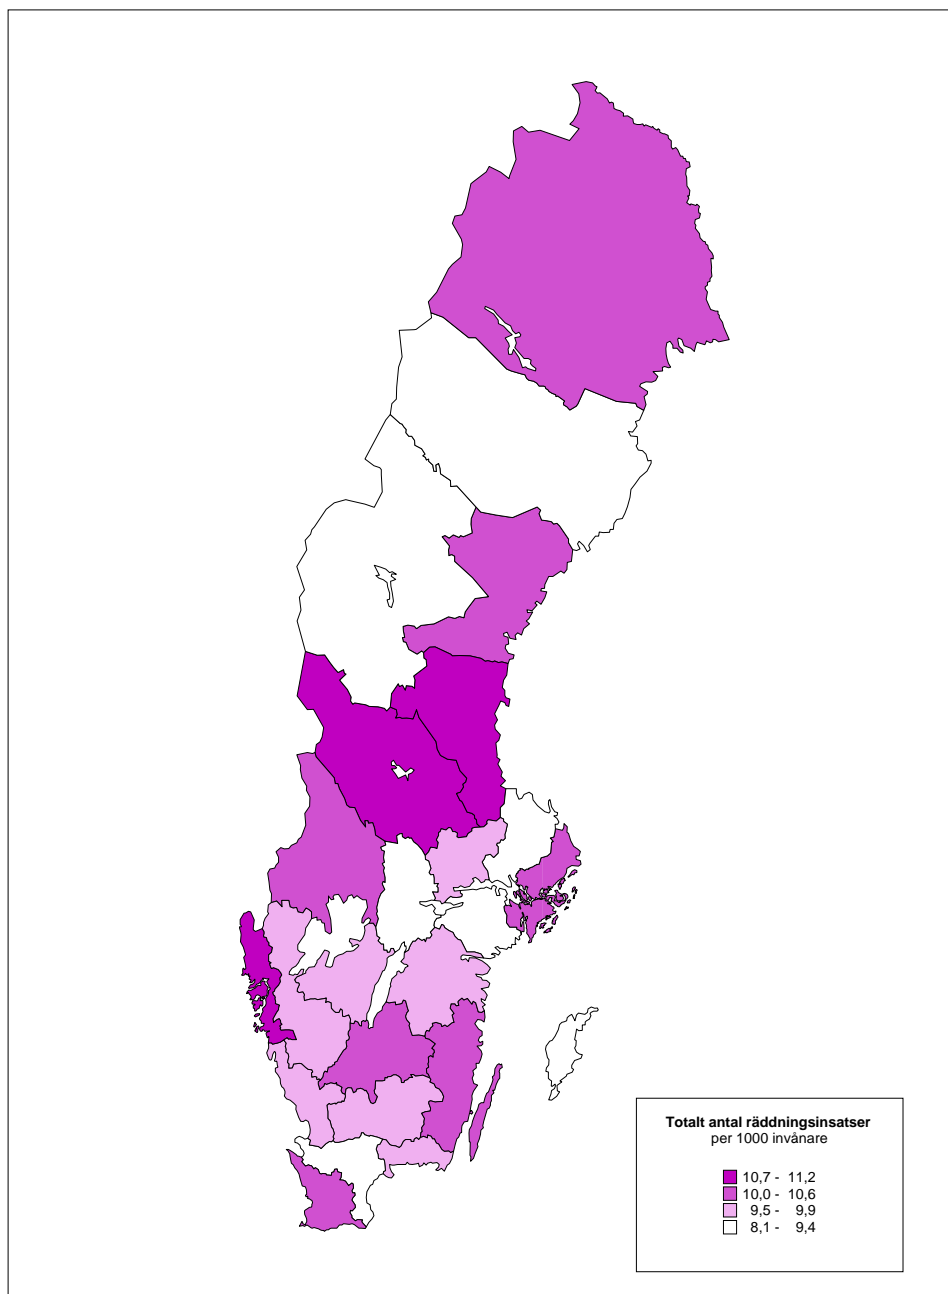 Totalt antal räddningsinsatser
per 1000 invånare
10,7 - 11,2
10,0 - 10,6
9,5 - 9,9
8,1 - 9,4